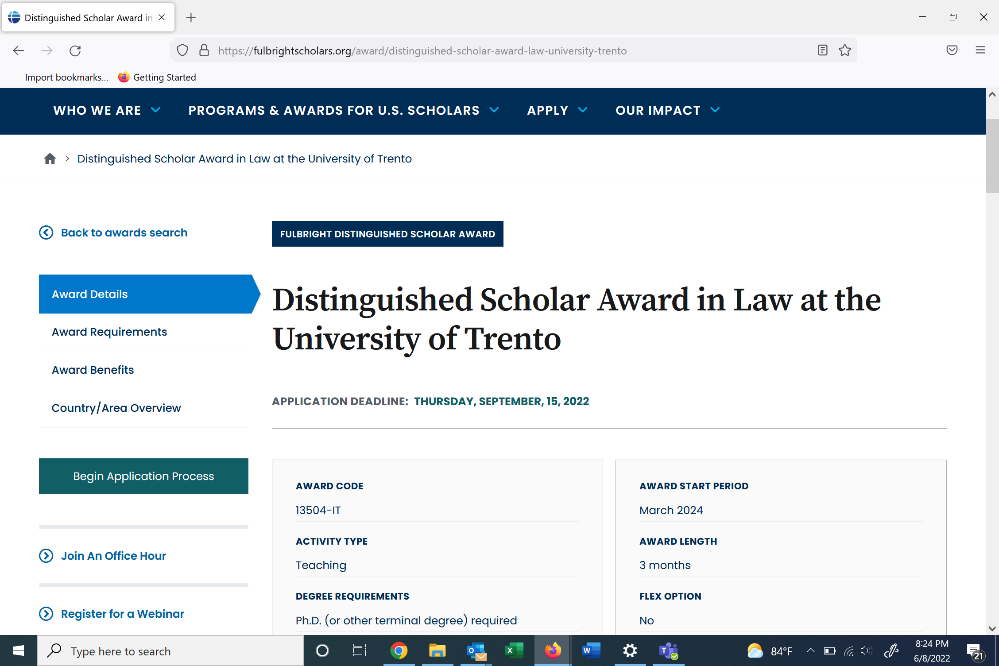 Distinguished Scholar Award in
https://fulbrightscholars.org/award/distinguished-scholar-award-law-university-trento
Import bookmarks... Getting Started
WHO WE ARE PROGRAMS & AWARDS FOR U.S. SCHOLARS APPLY OUR IMPACT
> Distinguished Scholar Award in Law at the University of Trento
Back to awards search
Award Details
Award Requirements
Award Benefits
Country/Area Overview
Begin Application Process
Join An Office Hour
Register for a Webinar
FULBRIGHT DISTINGUISHED SCHOLAR AWARD
Distinguished Scholar Award in Law at the
University of Trento
APPLICATION DEADLINE: THURSDAY, SEPTEMBER, 15, 2022
AWARD CODE
13504-IT
ACTIVITY TYPE
Teaching
DEGREE REQUIREMENTS
Ph.D. (or other terminal degree) required
AWARD START PERIOD
March 2024
AWARD LENGTH
3 months
FLEX OPTION
No
Type here to search
84°F
8:24 PM
6/8/2022
21